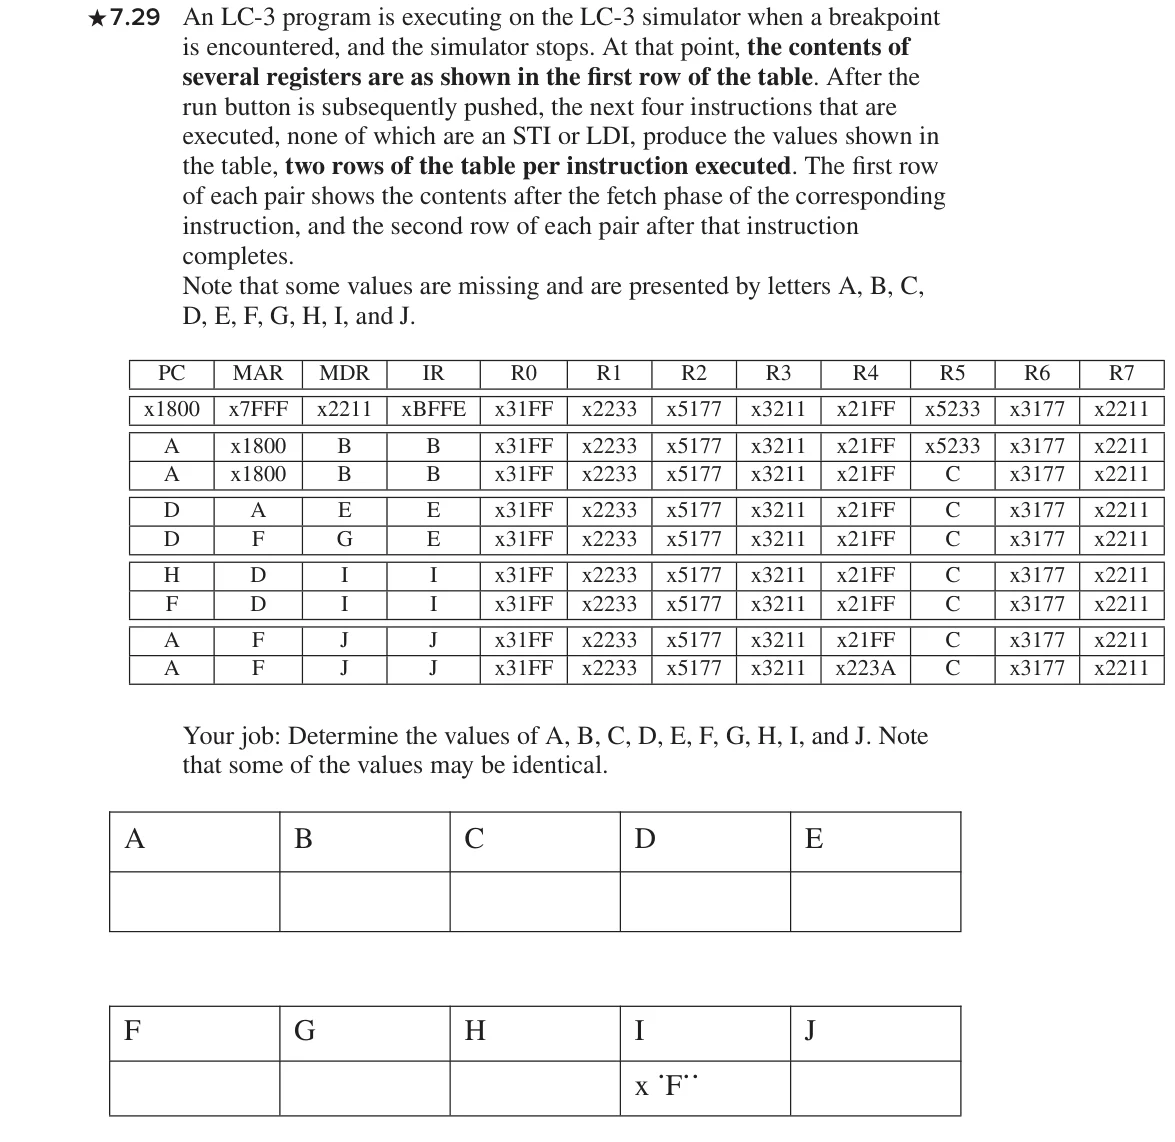 ★7.29 An LC-3 program is executing on the LC-3 simulator when a breakpoint
is encountered, and the simulator stops. At that point, the contents of
several registers are as shown in the first row of the table. After the
run button is subsequently pushed, the next four instructions that are
executed, none of which are an STI or LDI, produce the values shown in
the table, two rows of the table per instruction executed. The first row
of each pair shows the contents after the fetch phase of the corresponding
instruction, and the second row of each pair after that instruction
completes.
Note that some values are missing and are presented by letters A, B, C,
D, E, F, G, H, I, and J.
PC MAR MDR IR R0 R1 R2 R3 R4 R5 R6 R7
x1800 x7FFF x2211 xBFFE x31FF x2233 x5177 x3211 x21FF x5233 x3177 x2211
A x1800 B B x31FF x2233 x5177 x3211 x21FF x5233 x3177 x2211
A x1800 B B x31FF x2233 x5177 x3211 x21FF C x3177 x2211
D A E E x31FF x2233 x5177 x3211 x21FF C x3177 x2211
D F G E x31FF x2233 x5177 x3211 x21FF C x3177 x2211
H D I I x31FF x2233 x5177 x3211 x21FF C x3177 x2211
F D I I x31FF x2233 x5177 x3211 x21FF C x3177 x2211
A F J J x31FF x2233 x5177 x3211 x21FF C x3177 x2211
A F J J x31FF x2233 x5177 x3211 x223A C x3177 x2211
Your job: Determine the values of A, B, C, D, E, F, G, H, I, and J. Note
that some of the values may be identical.
A B C D E
F G H I J
x ˙F¨